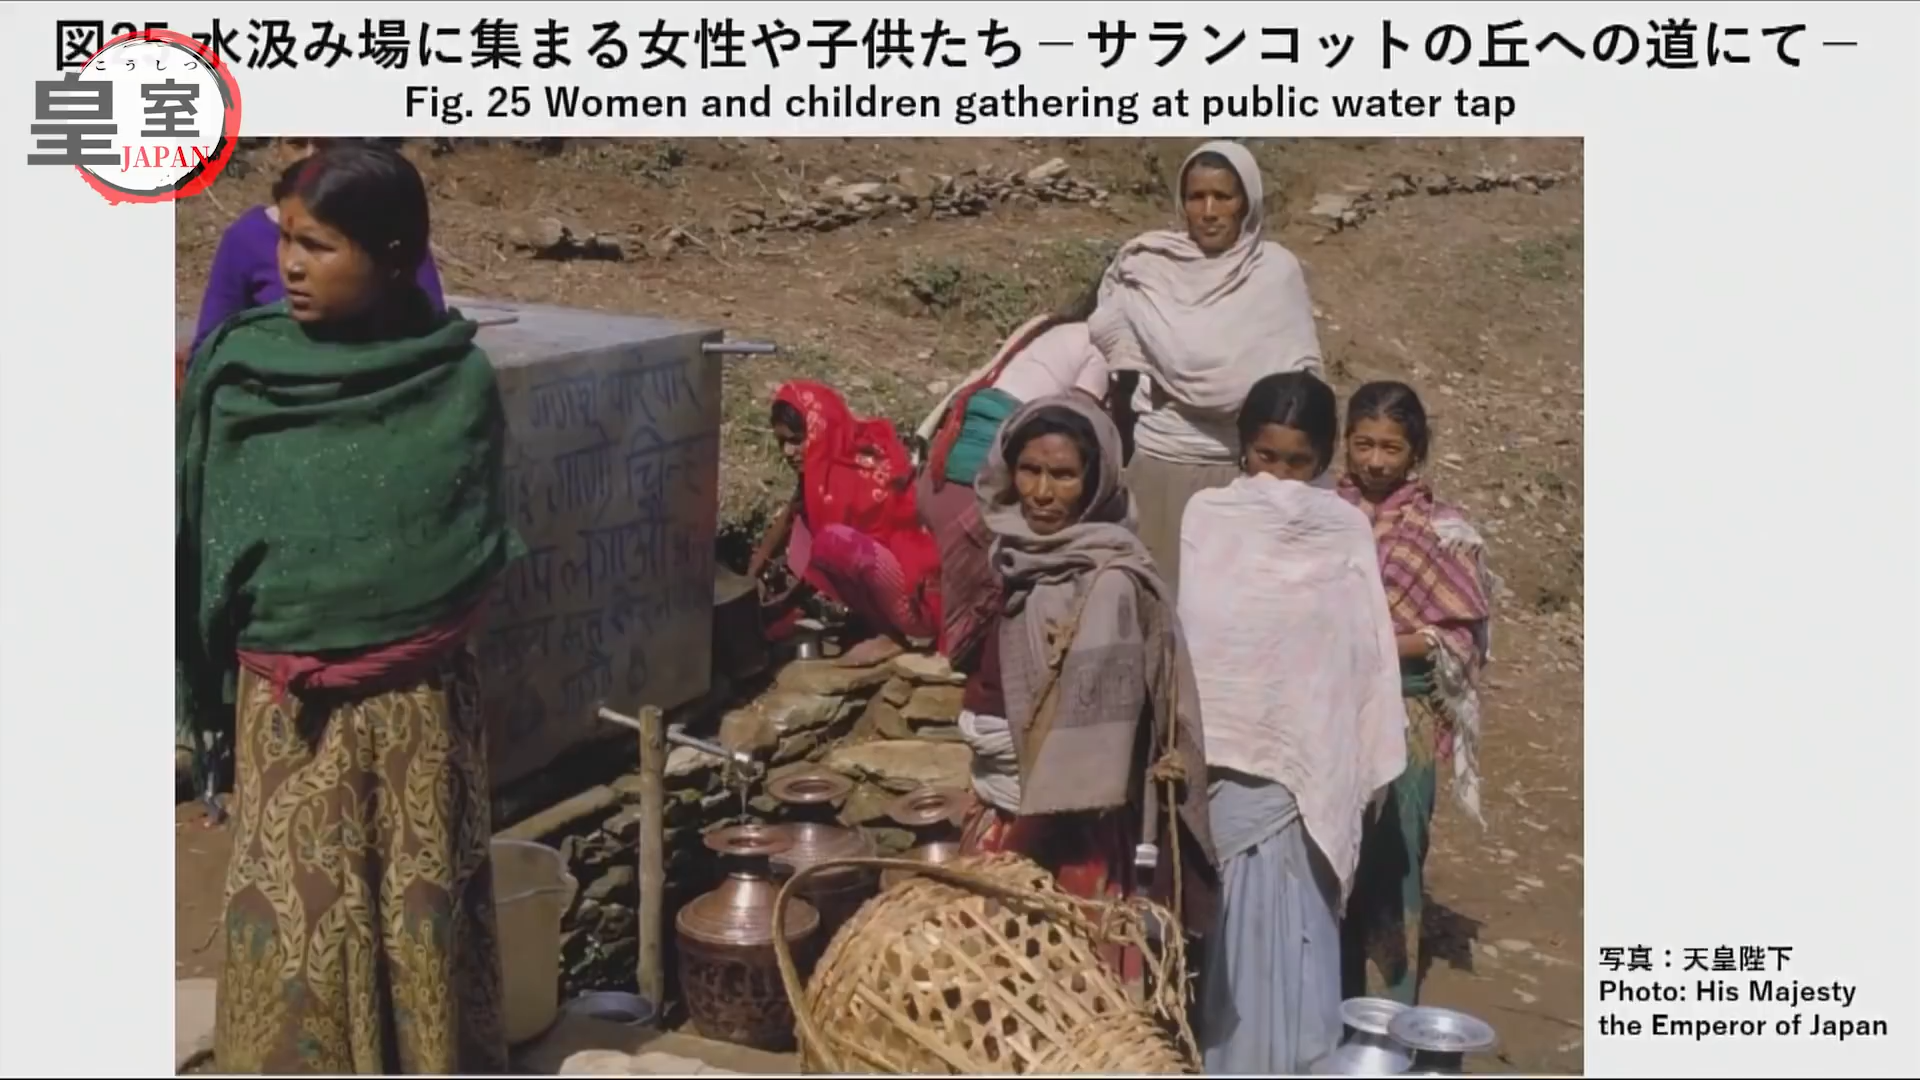 図25 水汲み場に集まる女性や子供たち－サランコットの丘への道にて－
Fig. 25 Women and children gathering at public water tap
こうしつ
皇室
JAPAN
写真：天皇陛下
Photo: His Majesty
the Emperor of Japan